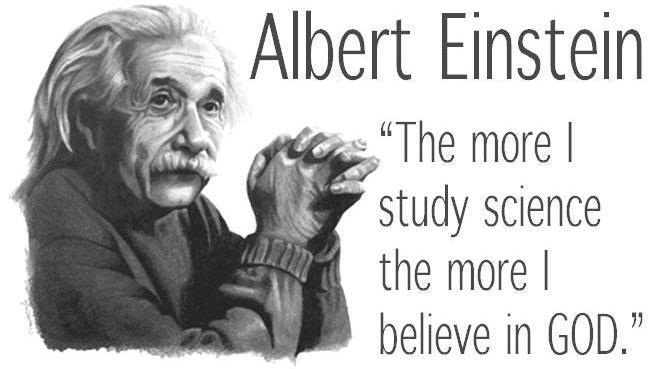 Albert Einstein
“The more I
study science
the more I
believe in GOD.”